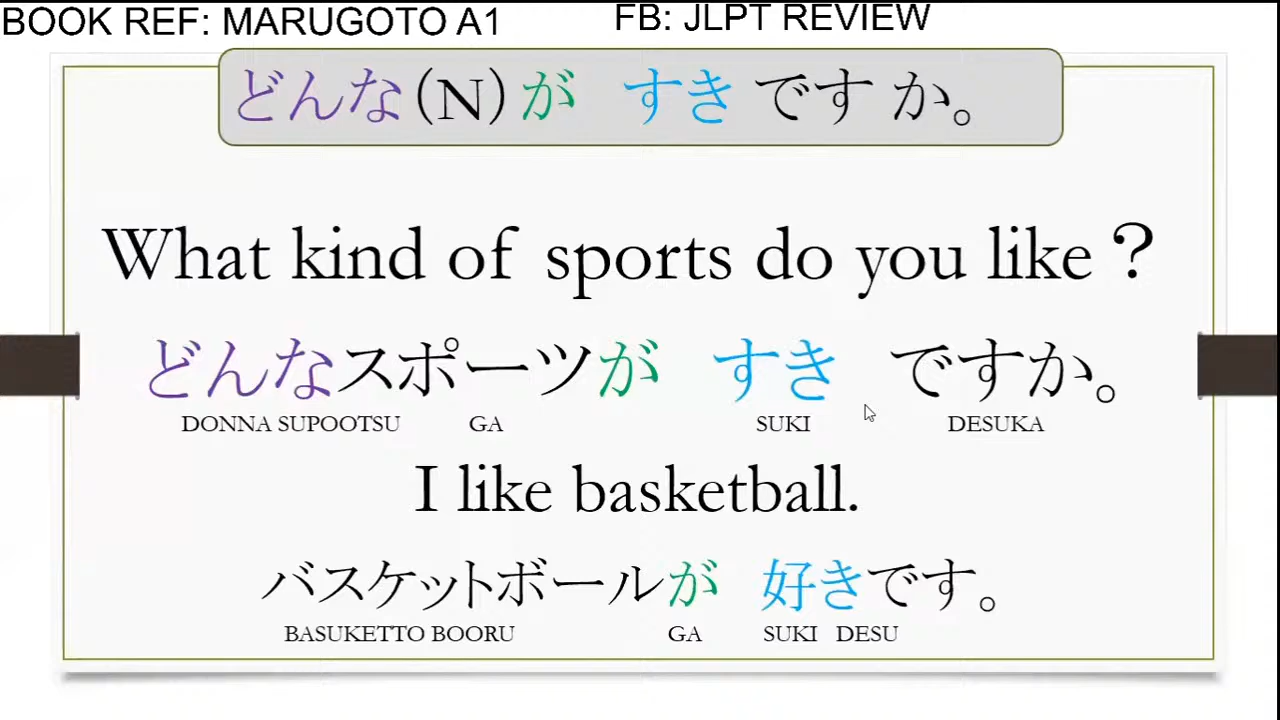 BOOK REF: MARUGOTO A1
FB: JLPT REVIEW
どんな(N)が すき です か。
What kind of sports do you like？
どんなスポーツが すき ですか。
DONNA SUPOOTSU GA SUKI DESUKA
I like basketball.
バスケットボールが 好きです。
BASUKETTO BOORU GA SUKI DESU